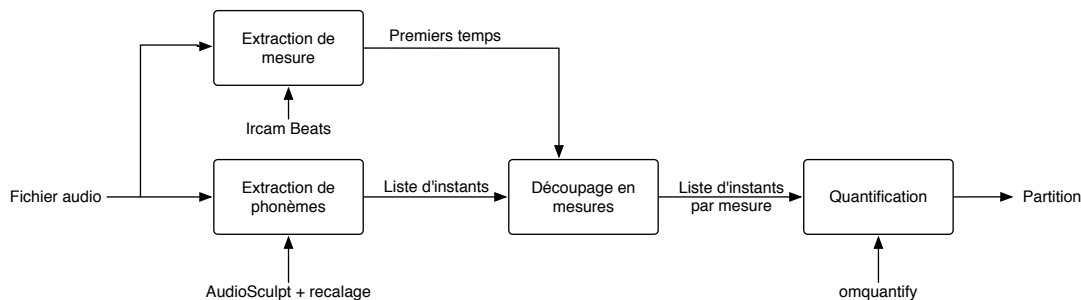 Extraction de
mesure
Premiers temps
Ircam Beats
Fichier audio
Extraction de
phonèmes
Liste d'instants
Découpage en
mesures
Liste d'instants
par mesure
Quantification
Partition
AudioSculpt + recalage
omquantify